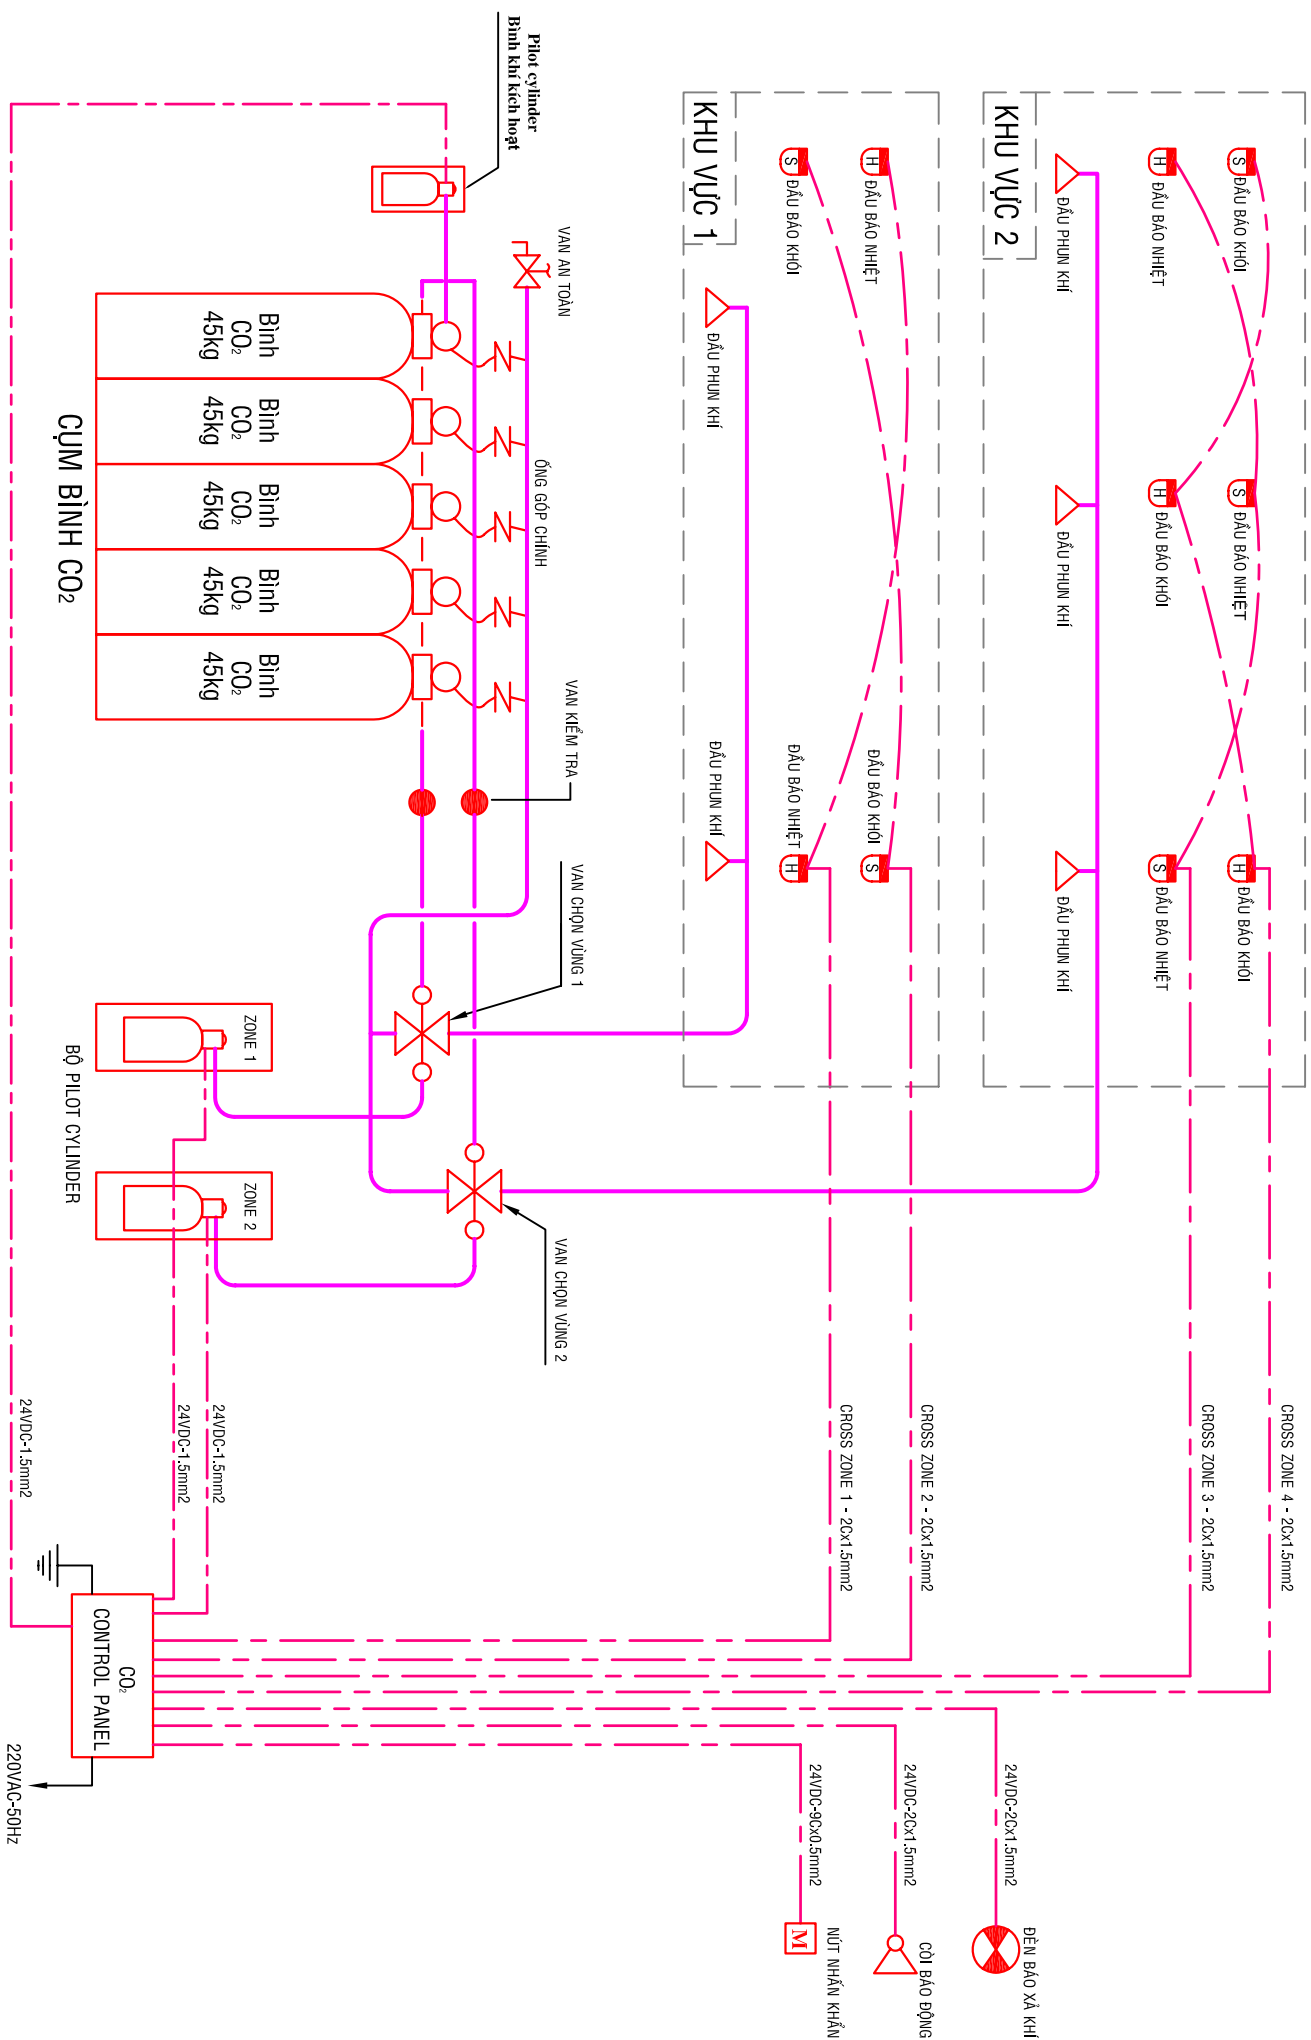 KHU VỰC 2
S
ĐẦU BÁO KHÓI
H
ĐẦU BÁO NHIỆT
ĐẦU PHUN KHÍ
S
ĐẦU BÁO NHIỆT
H
ĐẦU BÁO KHÓI
ĐẦU PHUN KHÍ
H
ĐẦU BÁO KHÓI
S
ĐẦU BÁO NHIỆT
ĐẦU PHUN KHÍ
CROSS ZONE 4 - 2Cx1.5mm2
CROSS ZONE 3 - 2Cx1.5mm2
KHU VỰC 1
H
ĐẦU BÁO NHIỆT
S
ĐẦU BÁO KHÓI
ĐẦU PHUN KHÍ
S
ĐẦU BÁO KHÓI
H
ĐẦU BÁO NHIỆT
ĐẦU PHUN KHÍ
CROSS ZONE 2 - 2Cx1.5mm2
CROSS ZONE 1 - 2Cx1.5mm2
ĐÈN BÁO XẢ KHÍ
24VDC-2Cx1.5mm2
CÒI BÁO ĐỘNG
24VDC-2Cx1.5mm2
NÚT NHẤN KHẨN
M
24VDC-9Cx0.5mm2
Pilot cylinder
Bình khí kích hoạt
VAN AN TOÀN
ỐNG GÓP CHÍNH
VAN KIỂM TRA
VAN CHỌN VÙNG 1
VAN CHỌN VÙNG 2
Bình
CO2
45kg
Bình
CO2
45kg
Bình
CO2
45kg
Bình
CO2
45kg
Bình
CO2
45kg
CỤM BÌNH CO2
ZONE 1
ZONE 2
BỘ PILOT CYLINDER
24VDC-1.5mm2
24VDC-1.5mm2
24VDC-1.5mm2
CO2
CONTROL PANEL
220VAC-50Hz